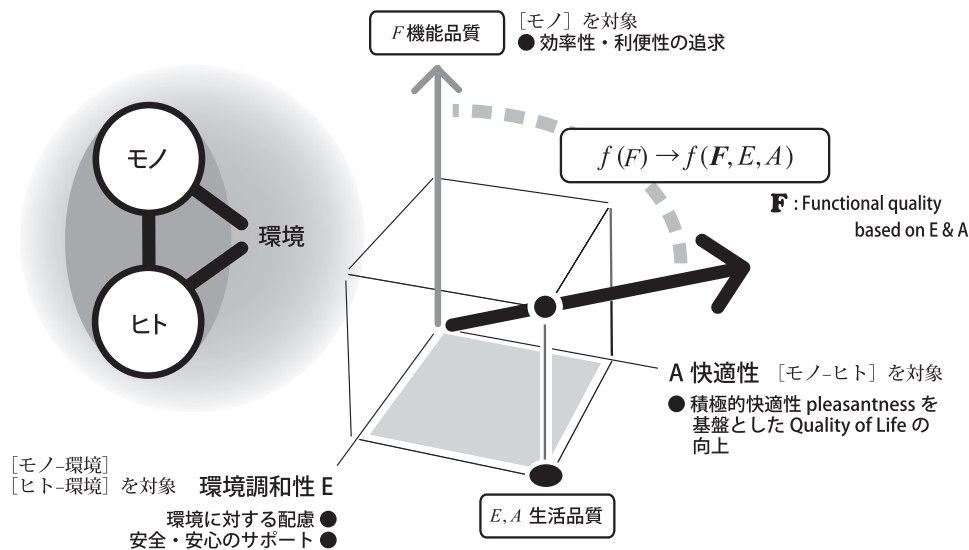 F 機能品質
［モノ］を対象
● 効率性・利便性の追求
モノ
ヒト
環境
f (F) → f(F, E, A)
F : Functional quality
based on E & A
A 快適性 ［モノ–ヒト］を対象
● 積極的快適性 pleasantness を
基盤とした Quality of Life の
向上
［モノ–環境］
［ヒト–環境］を対象 環境調和性 E
環境に対する配慮 ●
安全・安心のサポート ●
E, A 生活品質